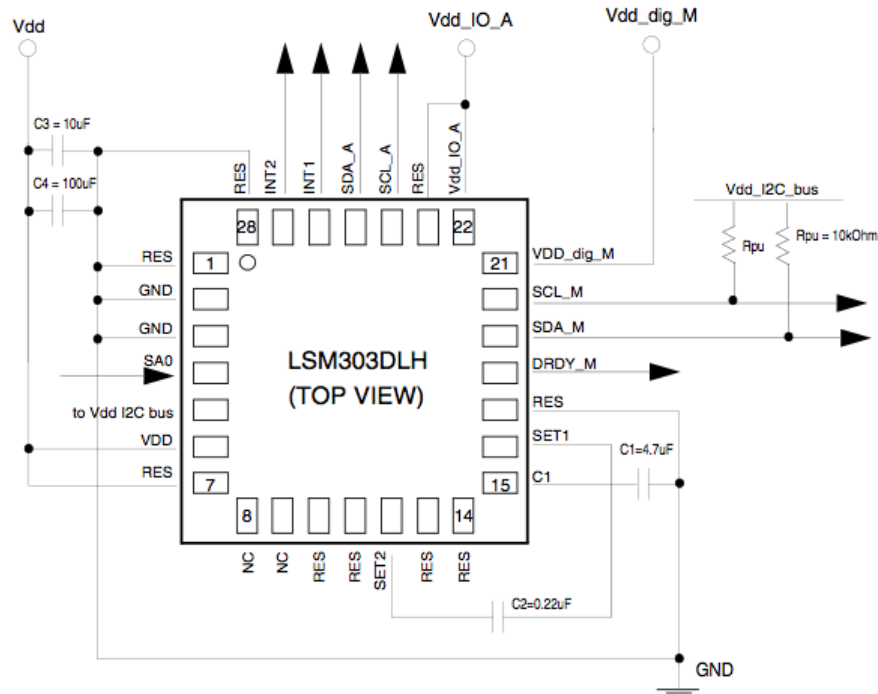 Vdd
Vdd_IO_A
Vdd_dig_M
C3 = 10uF
C4 = 100uF
RES
INT2
INT1
SDA_A
SCL_A
RES
Vdd_IO_A
Vdd_I2C_bus
Rpu
Rpu = 10kOhm
28
22
1
21
RES
GND
GND
SA0
to Vdd I2C bus
VDD
RES
7
LSM303DLH
(TOP VIEW)
VDD_dig_M
SCL_M
SDA_M
DRDY_M
RES
SET1
C1
15
C1=4.7uF
8
14
NC
NC
RES
RES
SET2
RES
RES
C2=0.22uF
GND